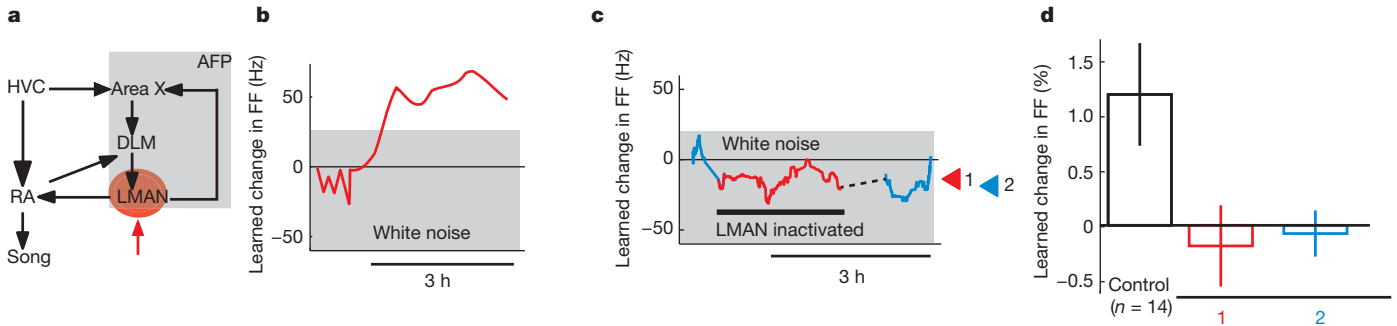 a
AFP
HVC
Area X
DLM
RA
LMAN
Song
b
Learned change in FF (Hz)
50
0
−50
White noise
3 h
c
Learned change in FF (Hz)
50
0
−50
White noise
LMAN inactivated
3 h
1
2
d
Learned change in FF (%)
1.5
1.0
0.5
0
−0.5
Control
(n = 14)
1
2